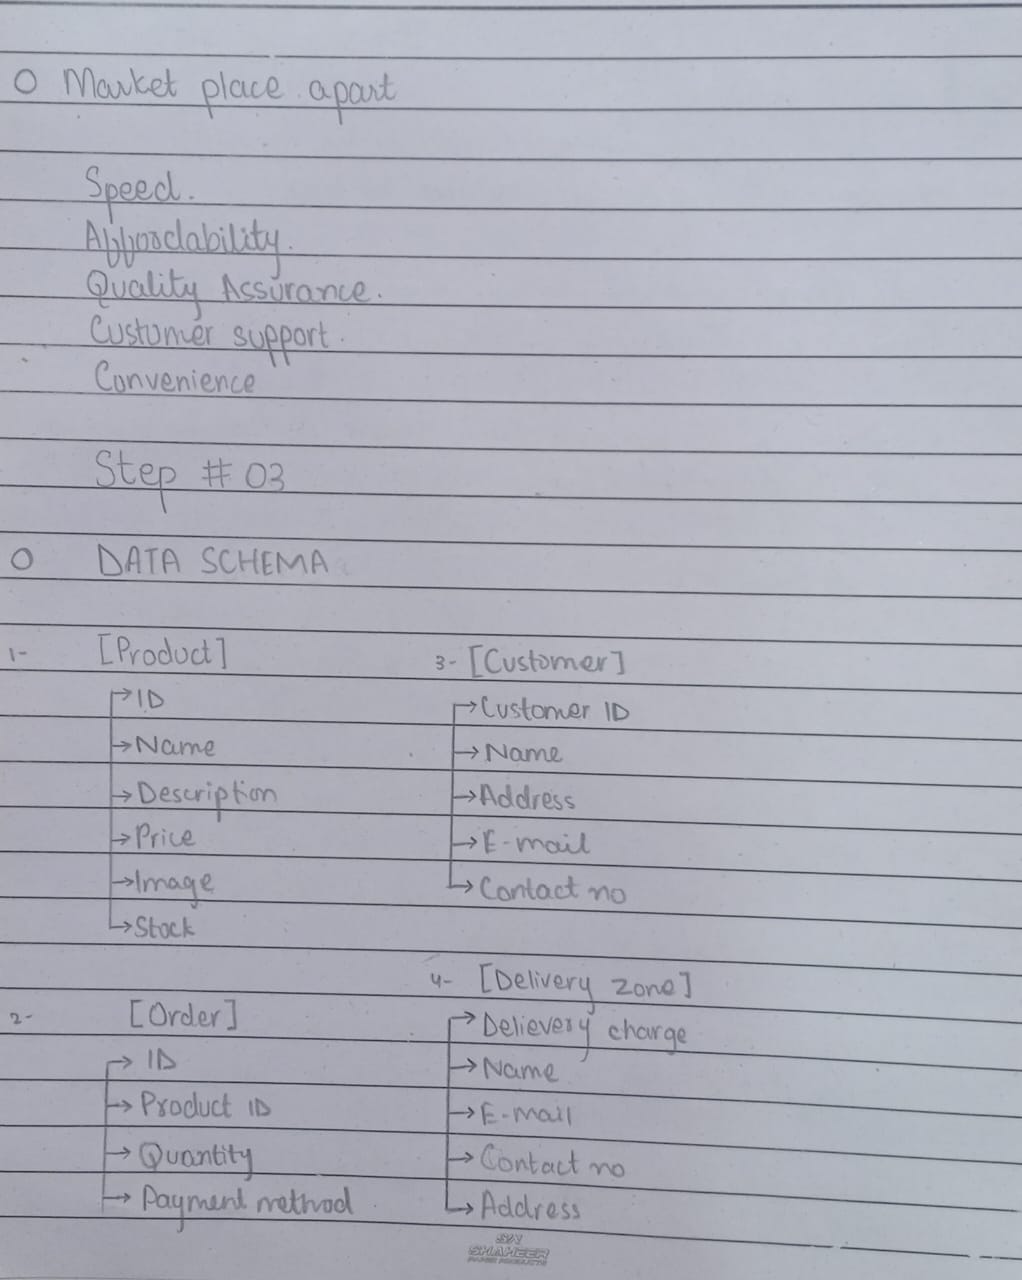 O Market place apart
Speed.
Affordability.
Quality Assurance.
Customer support.
Convenience
Step # 03
O DATA SCHEMA
1- [Product]
→ID
→Name
→Description
→Price
→Image
→Stock
2- [Order]
→ ID
→ Product ID
→ Quantity
→ Payment method
3- [Customer]
→Customer ID
→Name
→Address
→E-mail
→Contact no
4- [Delivery zone]
→Delievery charge
→Name
→E-mail
→Contact no
→Address
SHAHEER
PAPER PRODUCTS